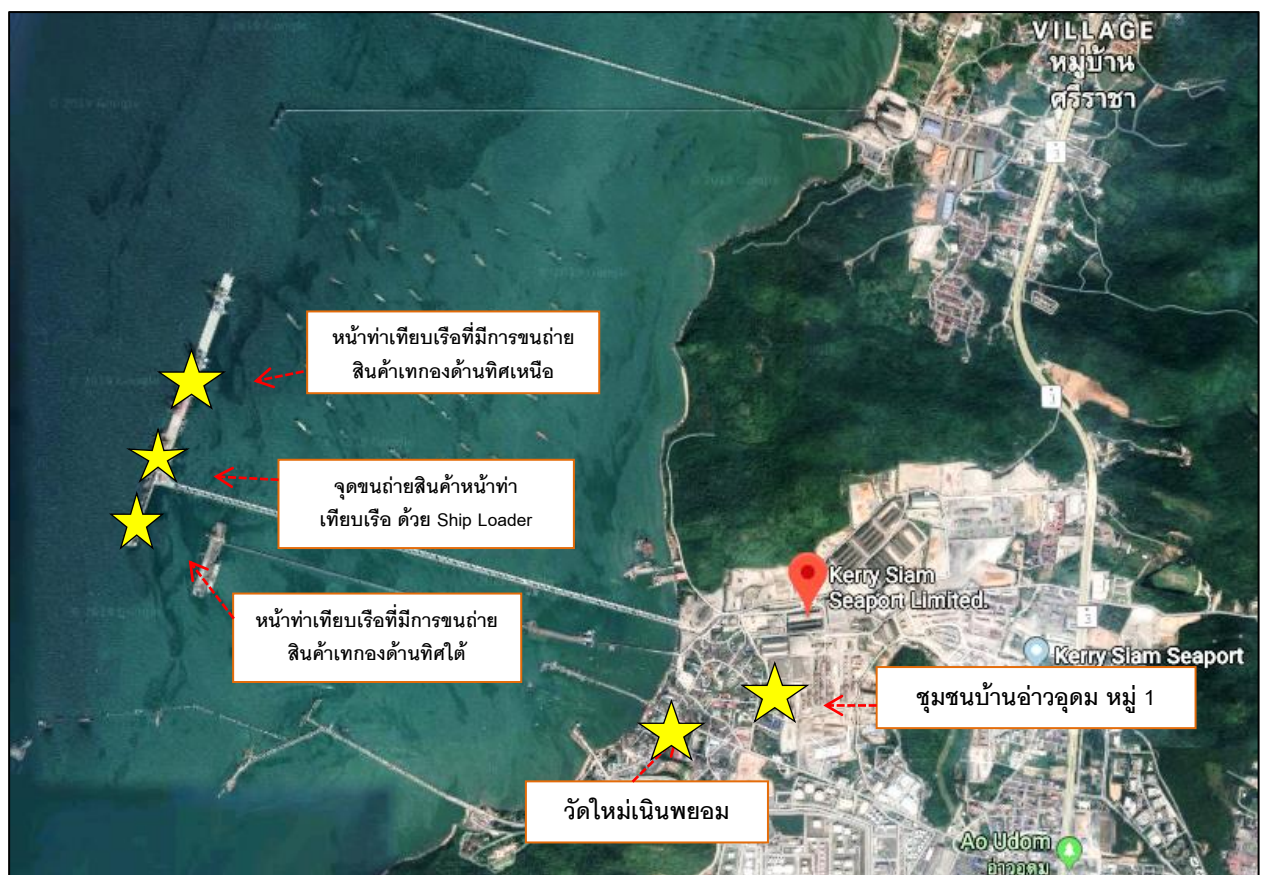 VILLAGE
หมู่บ้าน
ศรีราชา
3
หน้าท่าเทียบเรือที่มีการขนถ่าย
สินค้าเทกองด้านทิศเหนือ
3
จุดขนถ่ายสินค้าหน้าท่า
เทียบเรือ ด้วย Ship Loader
Kerry Siam
Seaport Limited.
หน้าท่าเทียบเรือที่มีการขนถ่าย
สินค้าเทกองด้านทิศใต้
3
Kerry Siam Seaport
ชุมชนบ้านอ่าวอุดม หมู่ 1
วัดใหม่เนินพยอม
Ao Udom
อ่าวอุดม